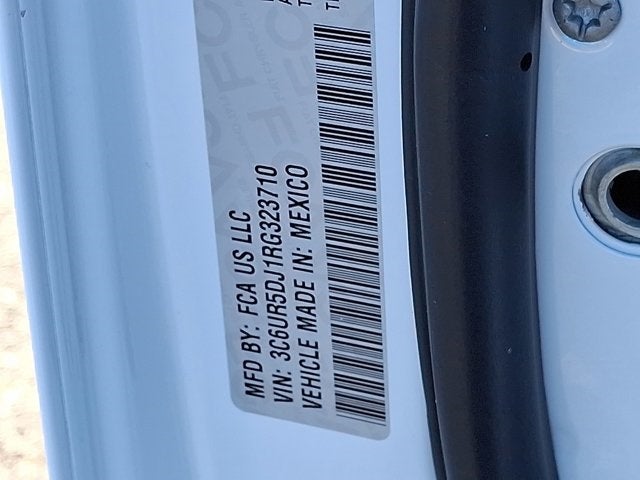 MFD BY: FCA US LLC
VIN: 3C6UR5DJ1RG323710
VEHICLE MADE IN: MEXICO